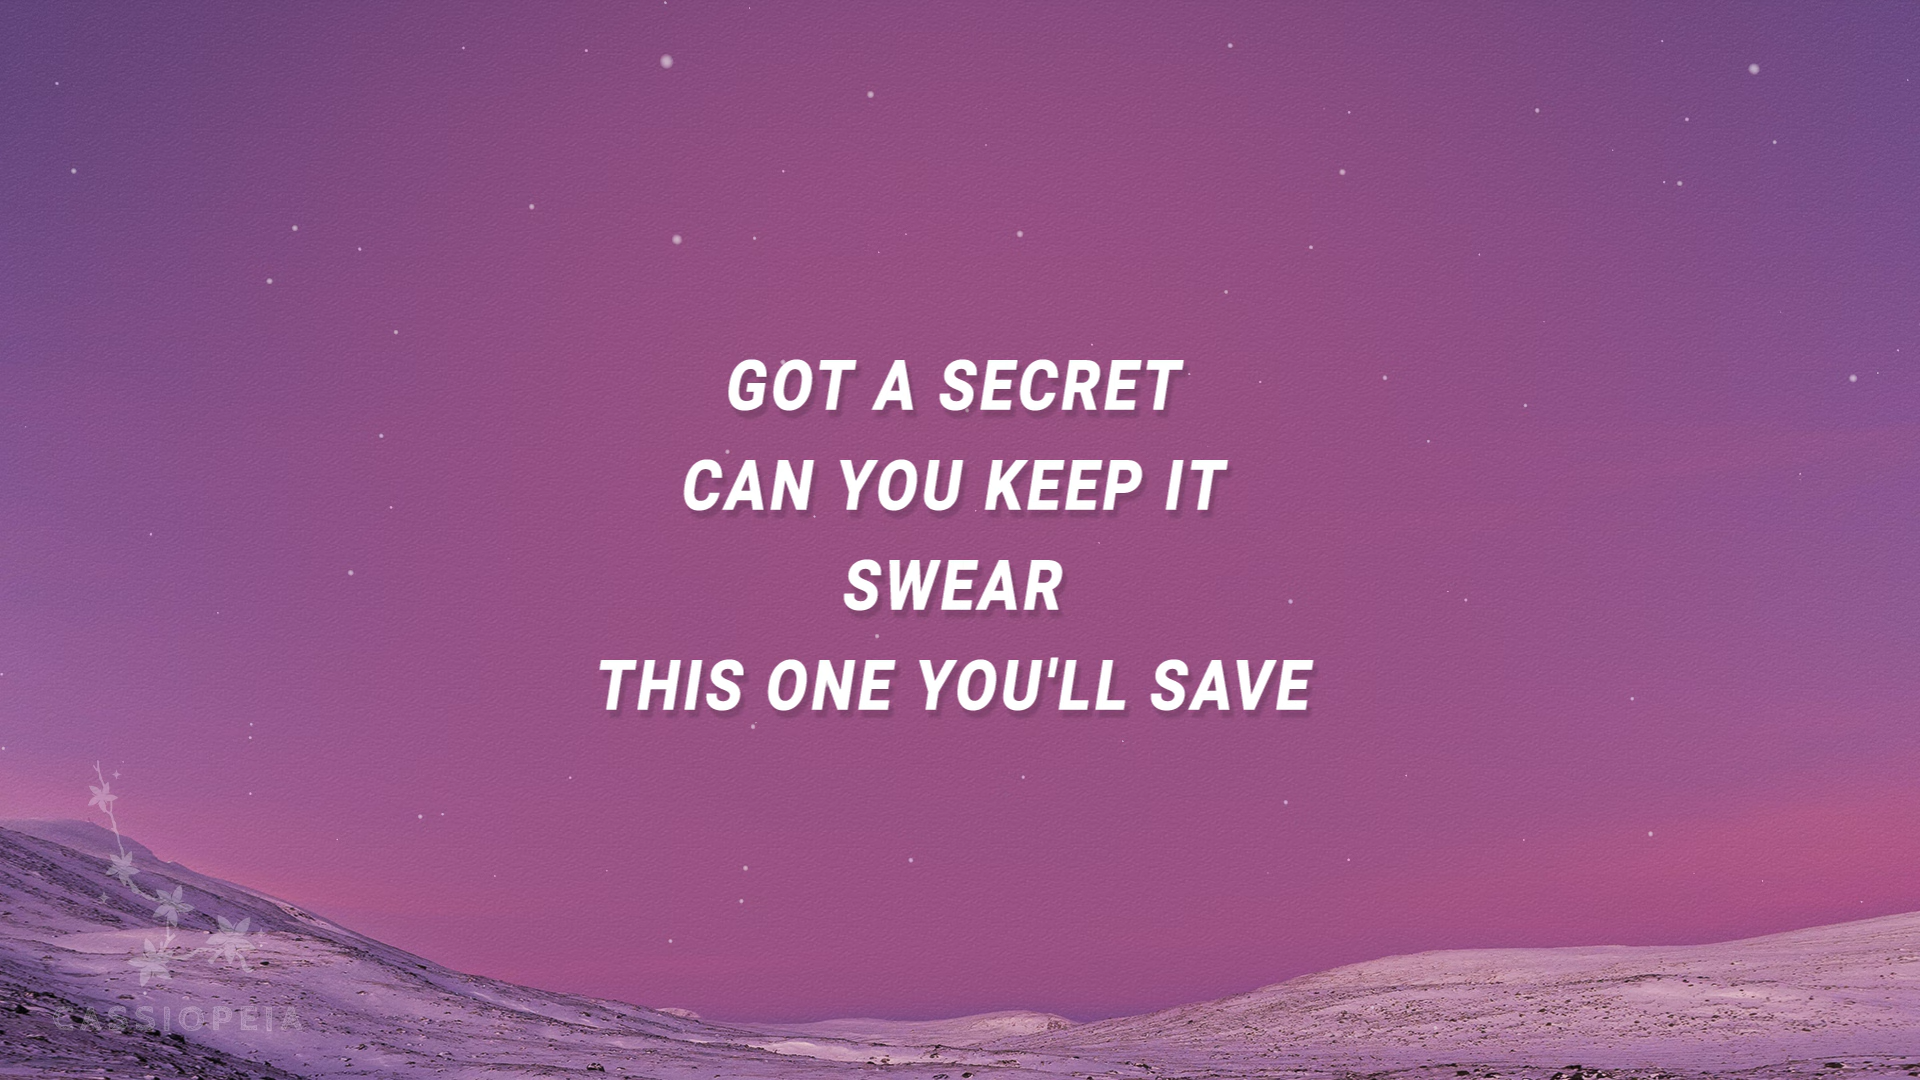 GOT A SECRET
CAN YOU KEEP IT
SWEAR
THIS ONE YOU'LL SAVE
CASSIOPEIA